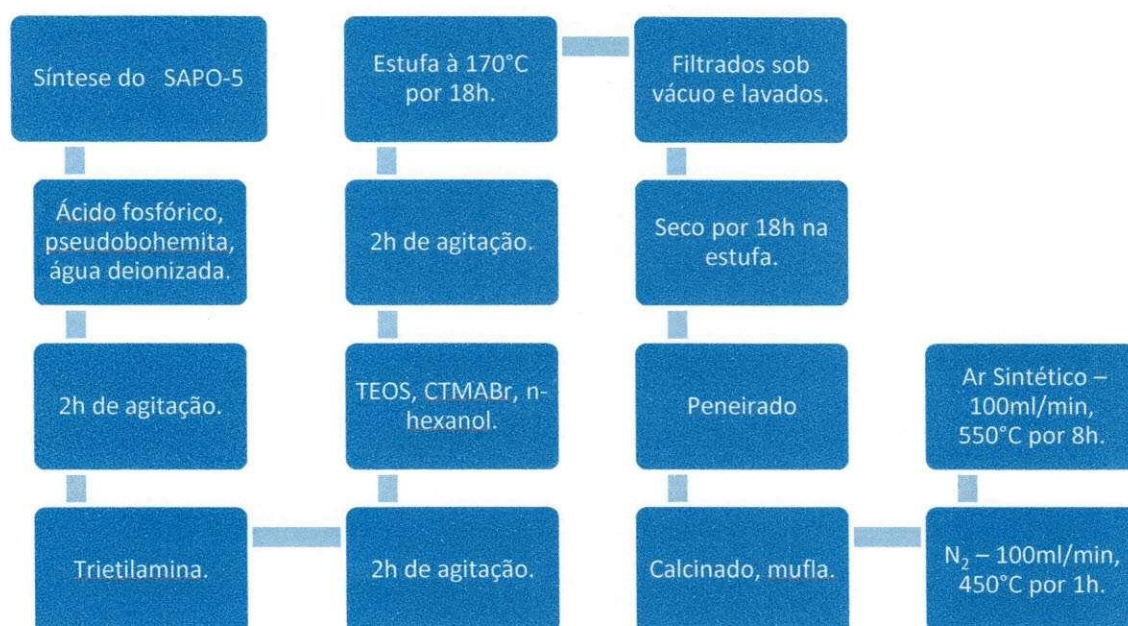 Síntese do SAPO-5
Ácido fosfórico,
pseudobohemita,
água deionizada.
2h de agitação.
Trietilamina.
2h de agitação.
TEOS, CTMABr, n-
hexanol.
2h de agitação.
Estufa à 170°C
por 18h.
Filtrados sob
vácuo e lavados.
Seco por 18h na
estufa.
Peneirado
Calcinado, mufla.
N₂ – 100ml/min,
450°C por 1h.
Ar Sintético –
100ml/min,
550°C por 8h.